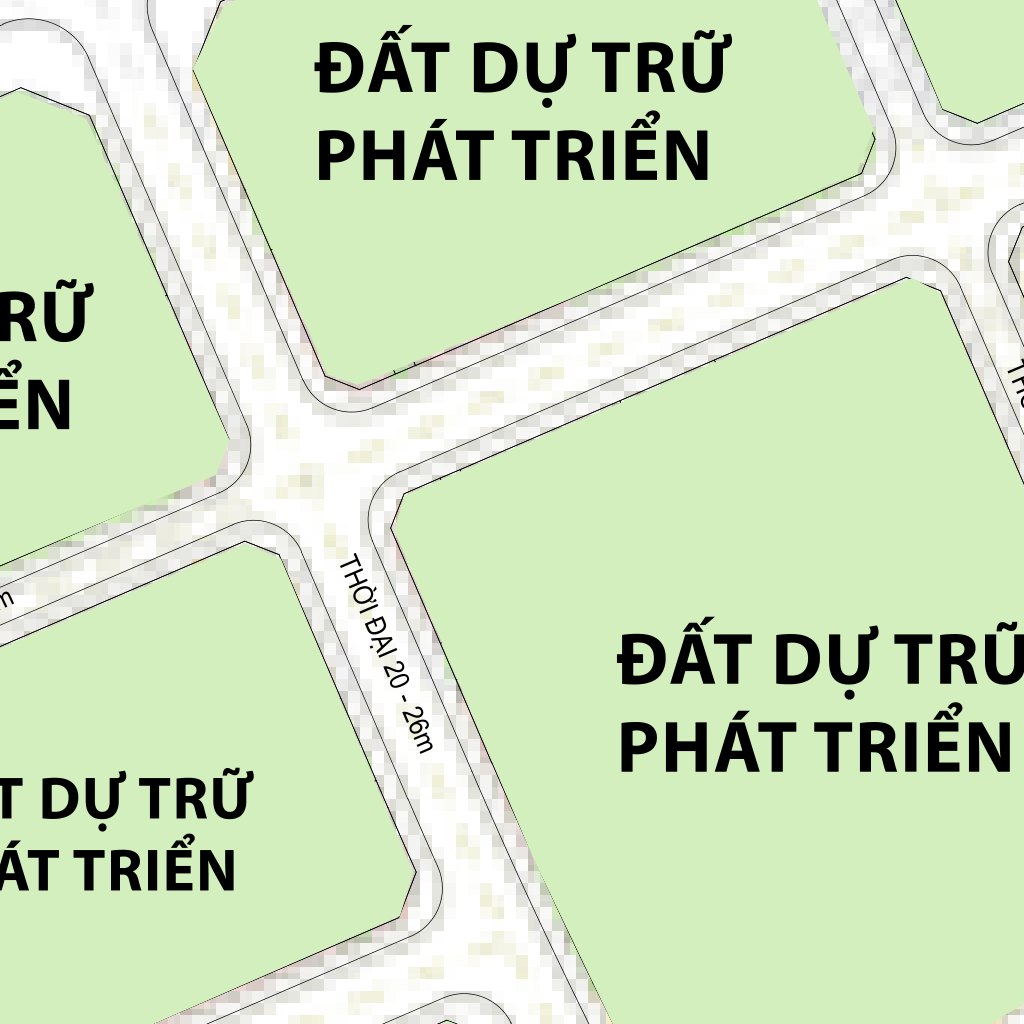 ĐẤT DỰ TRỮ
PHÁT TRIỂN
TRỮ
ỂN
THỜI ĐẠI 20 - 26m
ĐẤT DỰ TRỮ
PHÁT TRIỂN
T DỰ TRỮ
ÁT TRIỂN
m